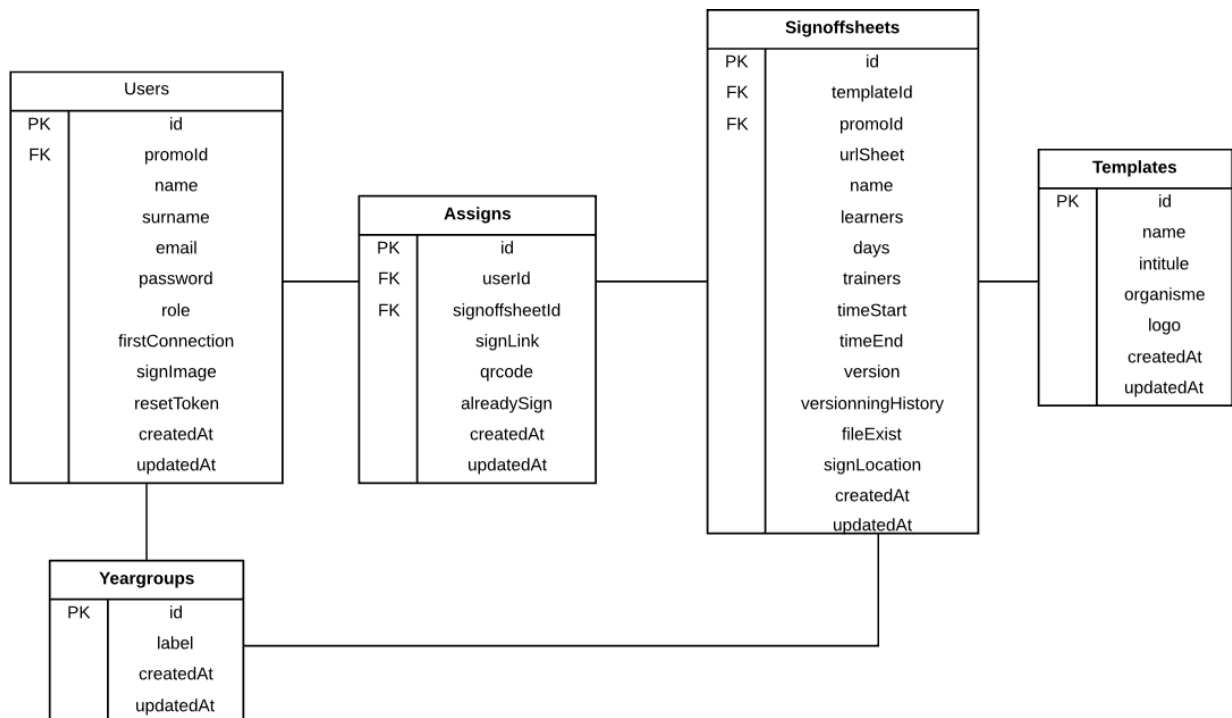 Users
PK id
FK promoId
name
surname
email
password
role
firstConnection
signImage
resetToken
createdAt
updatedAt
Assigns
PK id
FK userId
FK signoffsheetId
signLink
qrcode
alreadySign
createdAt
updatedAt
Signoffsheets
PK id
FK templateId
FK promoId
urlSheet
name
learners
days
trainers
timeStart
timeEnd
version
versionningHistory
fileExist
signLocation
createdAt
updatedAt
Templates
PK id
name
intitule
organisme
logo
createdAt
updatedAt
Yeargroups
PK id
label
createdAt
updatedAt